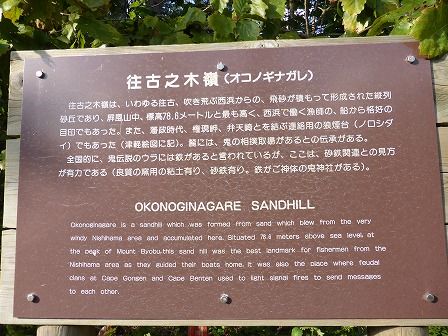 往古之木嶺(オコノギナガレ)
往古之木嶺は、いわゆる往古、吹き飛ぶ西浜からの、飛砂が積もって形成された縦列
砂丘であり、屏風山中、標高78.6メートルと最も高く、西浜で働く漁師の、船から格好の
目印でもあった。また、藩政時代、権現岬、弁天崎とを結ぶ連絡用の狼煙台(ノロシダ
イ)でもあった(津軽絵図に記)。麓には、鬼の相撲取場があるとの伝承がある。
全国的に、鬼伝説のウラには鉄があると言われているが、ここは、砂鉄関連との見方
が有力である(良質の窯用の粘土有り、砂鉄有り。鉄がご神体の鬼神社がある)。
OKONOGINAGARE SANDHILL
Okonoginagare is a sandhill which was formed from sand which blew from the very
windy Nishihama area and accumulated here. Situated 78.6 meters above sea level, at
the peak of Mount Byobu, this sand hill was the best landmark for fishermen from the
Nishihama area as they guided their boats home. It was also the place where feudal
clans at Cape Gongen and Cape Benten used to light signal fires to send messages
to each other.